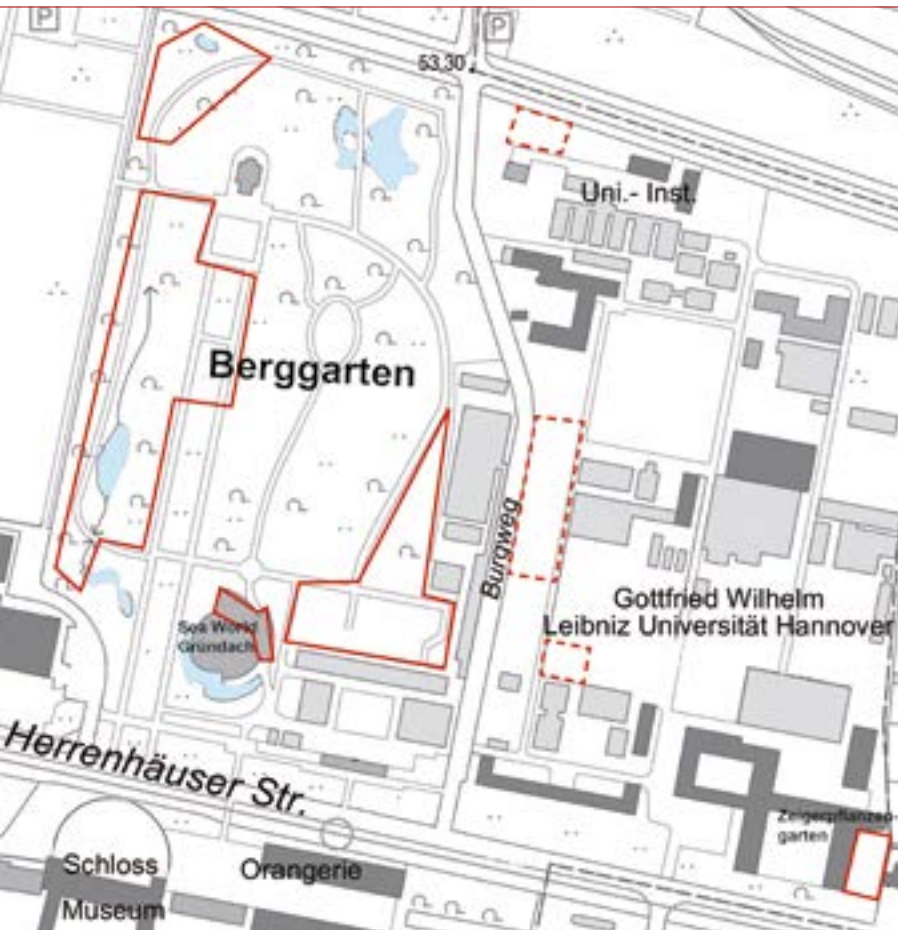 P
P
53.30
Uni.- Inst.
Berggarten
Burgweg
Gottfried Wilhelm
Leibniz Universität Hannover
Sea World
Gründach
Herrenhäuser Str.
Zeigerpflanzen-
garten
Schloss
Orangerie
Museum